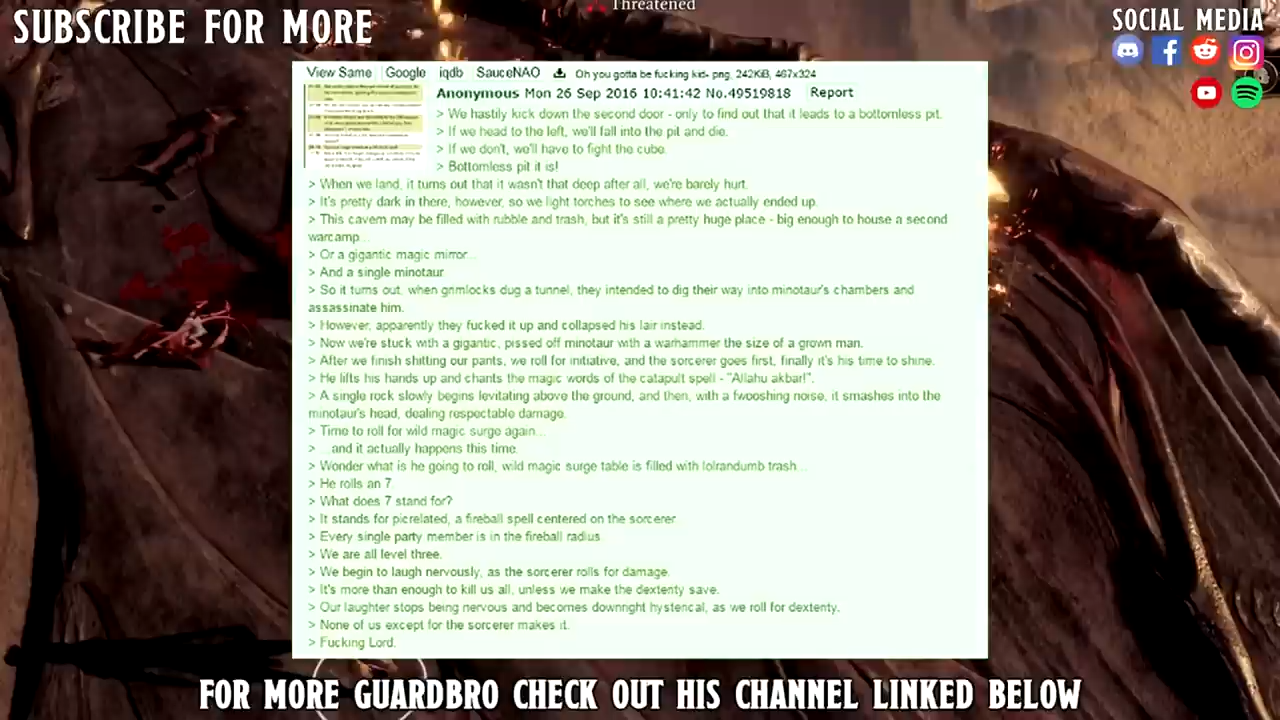 Threatened
SUBSCRIBE FOR MORE
SOCIAL MEDIA
View Same Google iqdb SauceNAO Oh you gotta be fucking kid- png, 242KiB, 467x324
Anonymous Mon 26 Sep 2016 10:41:42 No.49519818 Report
> We hastily kick down the second door - only to find out that it leads to a bottomless pit.
> If we head to the left, we'll fall into the pit and die.
> If we don't, we'll have to fight the cube.
> Bottomless pit it is!
> When we land, it turns out that it wasn't that deep after all, we're barely hurt.
> It's pretty dark in there, however, so we light torches to see where we actually ended up.
> This cavern may be filled with rubble and trash, but it's still a pretty huge place - big enough to house a second
warcamp...
> Or a gigantic magic mirror...
> And a single minotaur
> So it turns out, when grimlocks dug a tunnel, they intended to dig their way into minotaur's chambers and
assassinate him.
> However, apparently they fucked it up and collapsed his lair instead.
> Now we're stuck with a gigantic, pissed off minotaur with a warhammer the size of a grown man.
> After we finish shitting our pants, we roll for initiative, and the sorcerer goes first, finally it's his time to shine.
> He lifts his hands up and chants the magic words of the catapult spell - "Allahu akbar!".
> A single rock slowly begins levitating above the ground, and then, with a fwooshing noise, it smashes into the
minotaur's head, dealing respectable damage.
> Time to roll for wild magic surge again...
> ...and it actually happens this time.
> Wonder what is he going to roll, wild magic surge table is filled with lolrandumb trash...
> He rolls an 7.
> What does 7 stand for?
> It stands for picrelated, a fireball spell centered on the sorcerer
> Every single party member is in the fireball radius.
> We are all level three.
> We begin to laugh nervously, as the sorcerer rolls for damage.
> It's more than enough to kill us all, unless we make the dexterity save.
> Our laughter stops being nervous and becomes downright hysterical, as we roll for dexterity.
> None of us except for the sorcerer makes it.
> Fucking Lord.
FOR MORE GUARDBRO CHECK OUT HIS CHANNEL LINKED BELOW